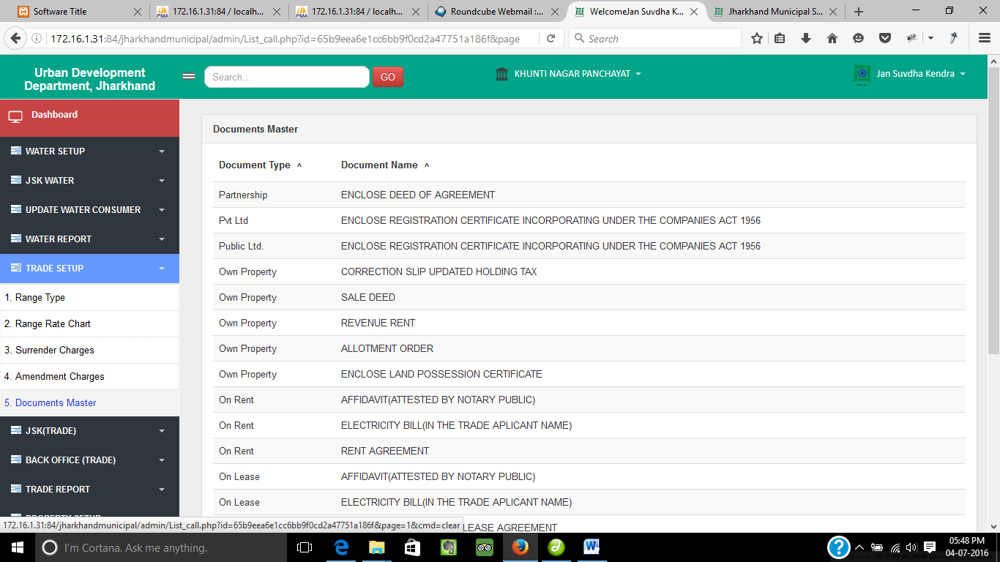 Software Title
172.16.1.31:84 / localh...
172.16.1.31:84 / localh...
Roundcube Webmail :...
WelcomeJan Suvdha K...
Jharkhand Municipal S...
172.16.1.31:84/jharkhandmunicipal/admin/List_call.php?id=65b9eea6e1cc6bb9f0cd2a47751a186f&page
Search
Urban Development
Department, Jharkhand
Search...
GO
KHUNTI NAGAR PANCHAYAT
Jan Suvdha Kendra
Dashboard
WATER SETUP
JSK WATER
UPDATE WATER CONSUMER
WATER REPORT
TRADE SETUP
1. Range Type
2. Range Rate Chart
3. Surrender Charges
4. Amendment Charges
5. Documents Master
JSK(TRADE)
BACK OFFICE (TRADE)
TRADE REPORT
PROPERTY SETUP
Documents Master
Document Type ^ Document Name ^
Partnership ENCLOSE DEED OF AGREEMENT
Pvt Ltd ENCLOSE REGISTRATION CERTIFICATE INCORPORATING UNDER THE COMPANIES ACT 1956
Public Ltd. ENCLOSE REGISTRATION CERTIFICATE INCORPORATING UNDER THE COMPANIES ACT 1956
Own Property CORRECTION SLIP UPDATED HOLDING TAX
Own Property SALE DEED
Own Property REVENUE RENT
Own Property ALLOTMENT ORDER
Own Property ENCLOSE LAND POSSESSION CERTIFICATE
On Rent AFFIDAVIT(ATTESTED BY NOTARY PUBLIC)
On Rent ELECTRICITY BILL(IN THE TRADE APLICANT NAME)
On Rent RENT AGREEMENT
On Lease AFFIDAVIT(ATTESTED BY NOTARY PUBLIC)
On Lease ELECTRICITY BILL(IN THE TRADE APLICANT NAME)
LEASE AGREEMENT
172.16.1.31:84/jharkhandmunicipal/admin/List_call.php?id=65b9eea6e1cc6bb9f0cd2a47751a186f&page=1&cmd=clear
I'm Cortana. Ask me anything.
05:48 PM
04-07-2016